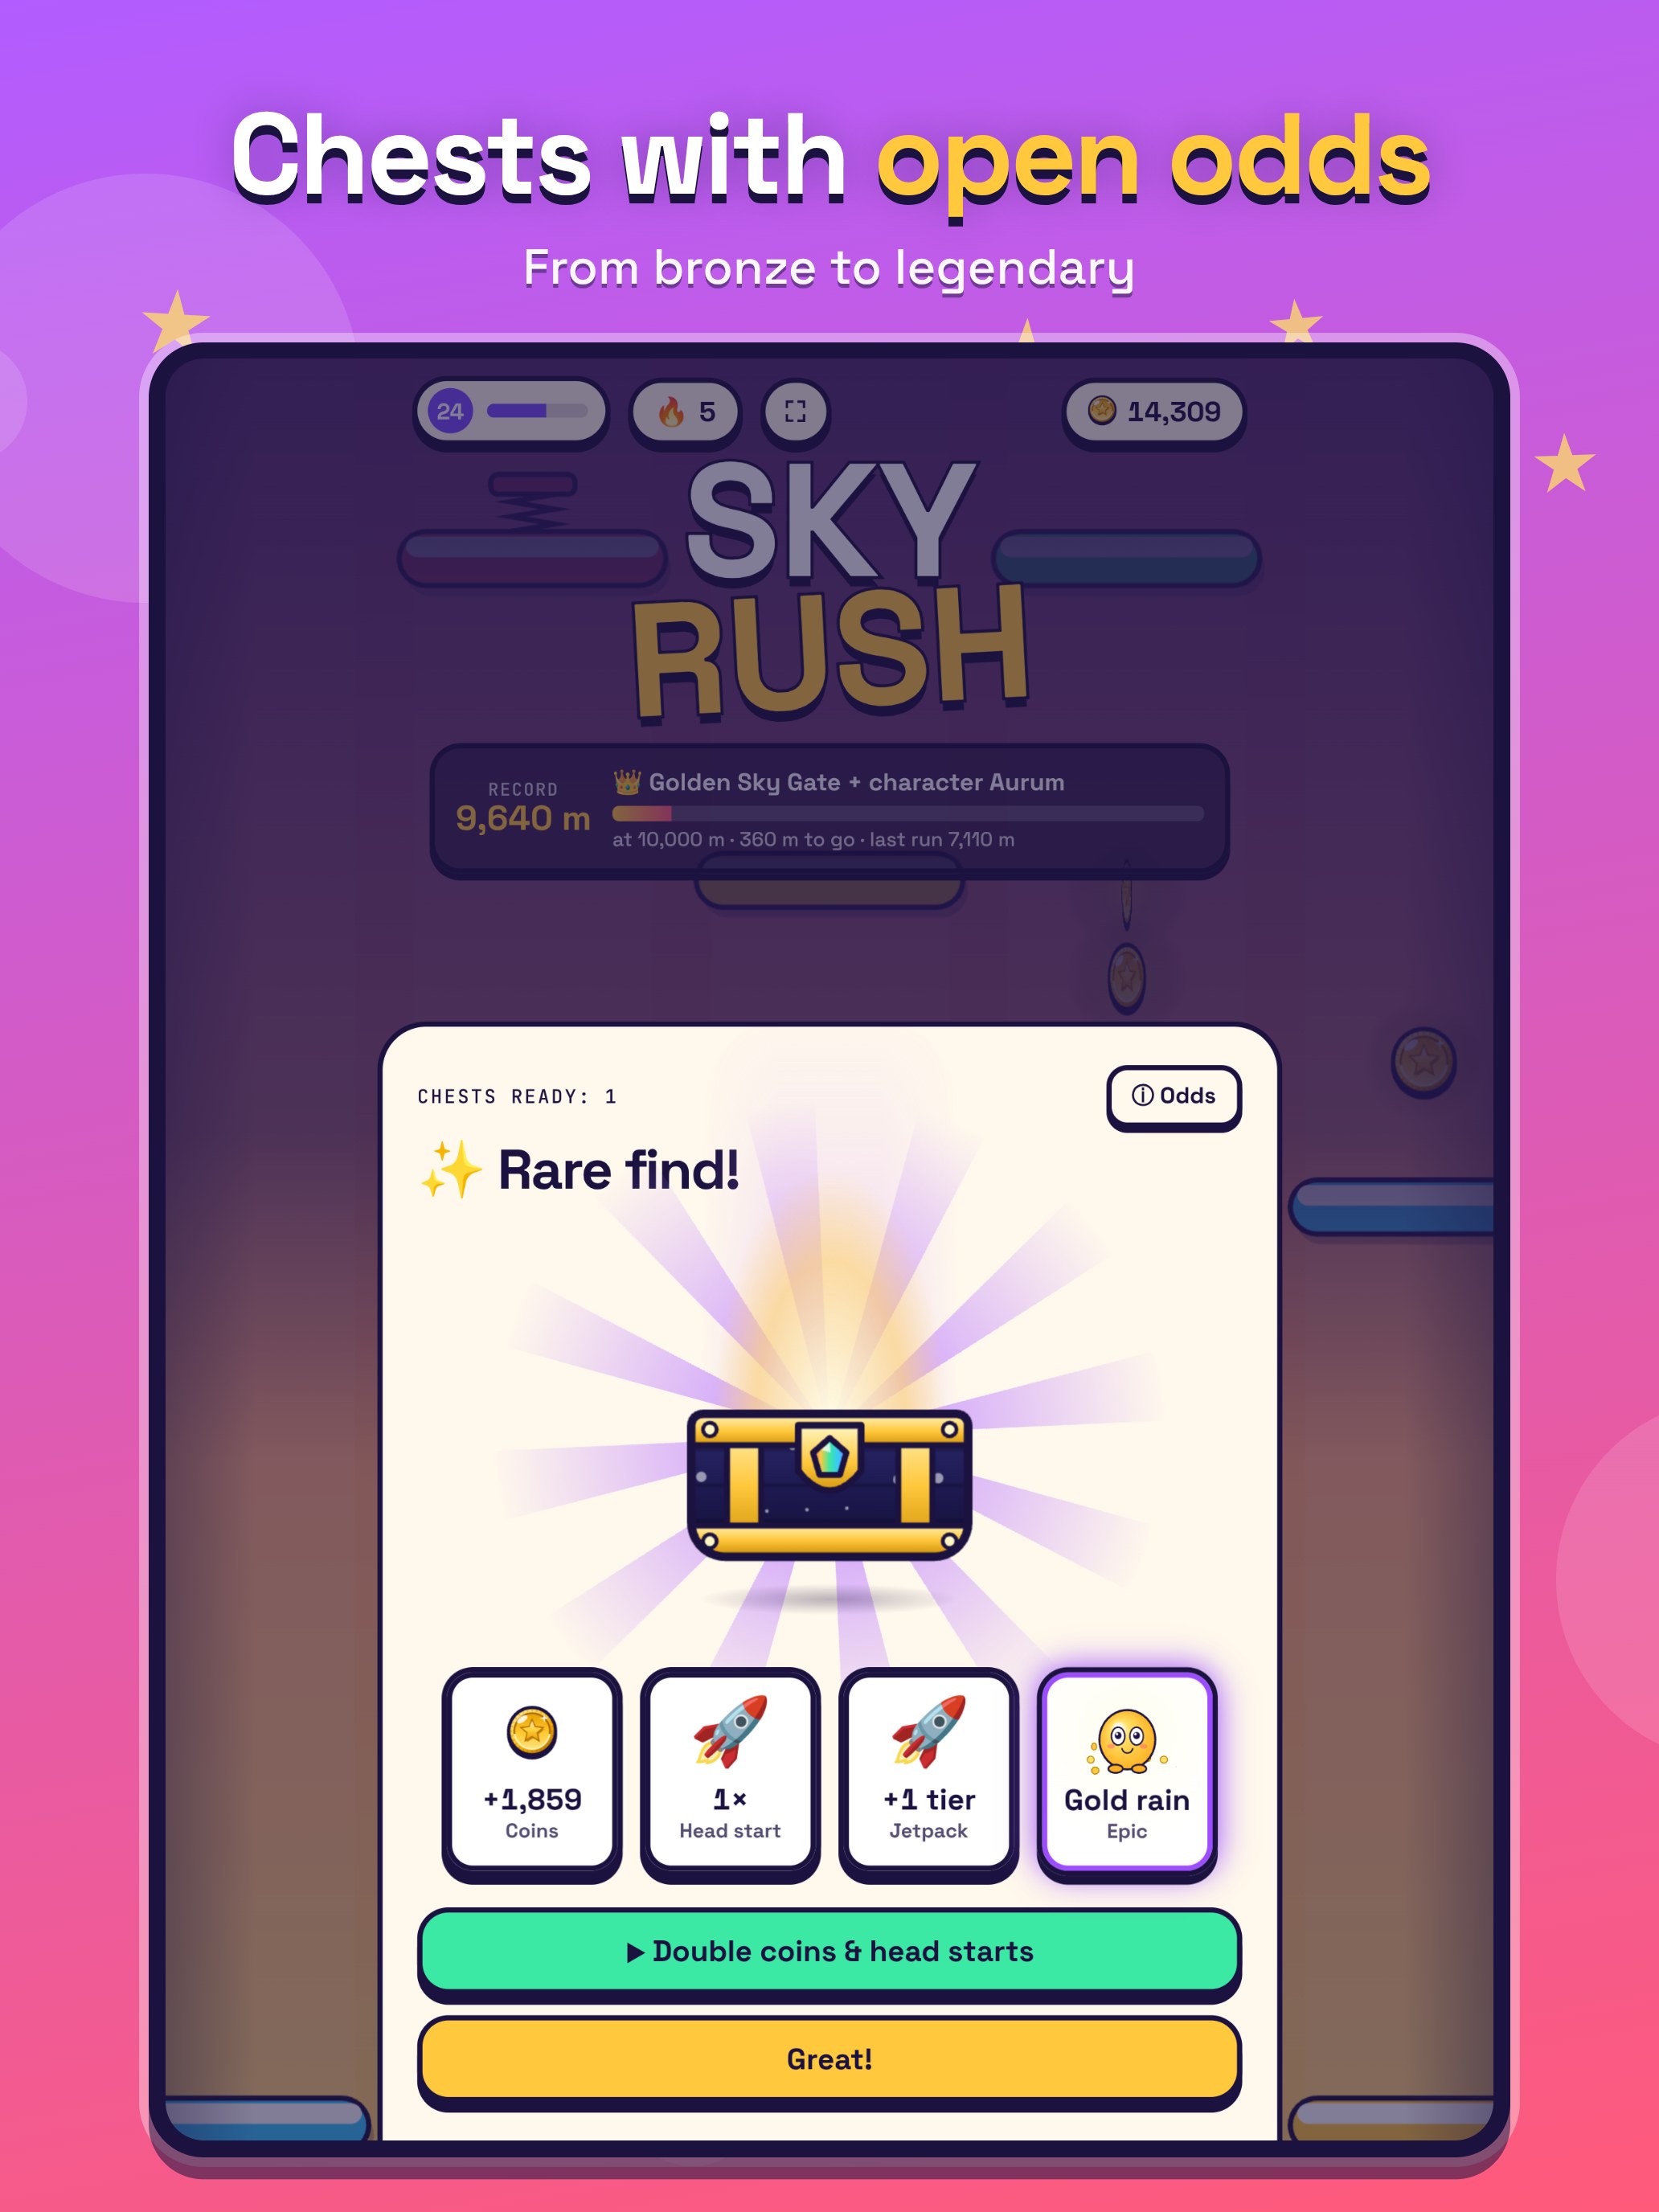 Chests with open odds
From bronze to legendary
24
🔥 5
14,309
SKY
RUSH
RECORD
9,640 m
👑 Golden Sky Gate + character Aurum
at 10,000 m · 360 m to go · last run 7,110 m
CHESTS READY: 1
ⓘ Odds
✨ Rare find!
+1,859
Coins
1×
Head start
+1 tier
Jetpack
Gold rain
Epic
▶ Double coins & head starts
Great!